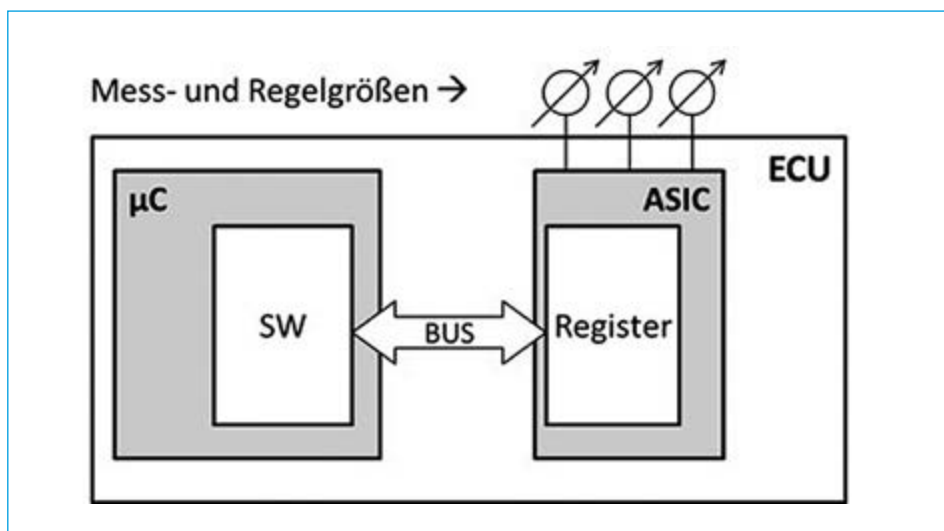 Mess- und Regelgrößen →
ECU
µC
ASIC
SW
BUS
Register